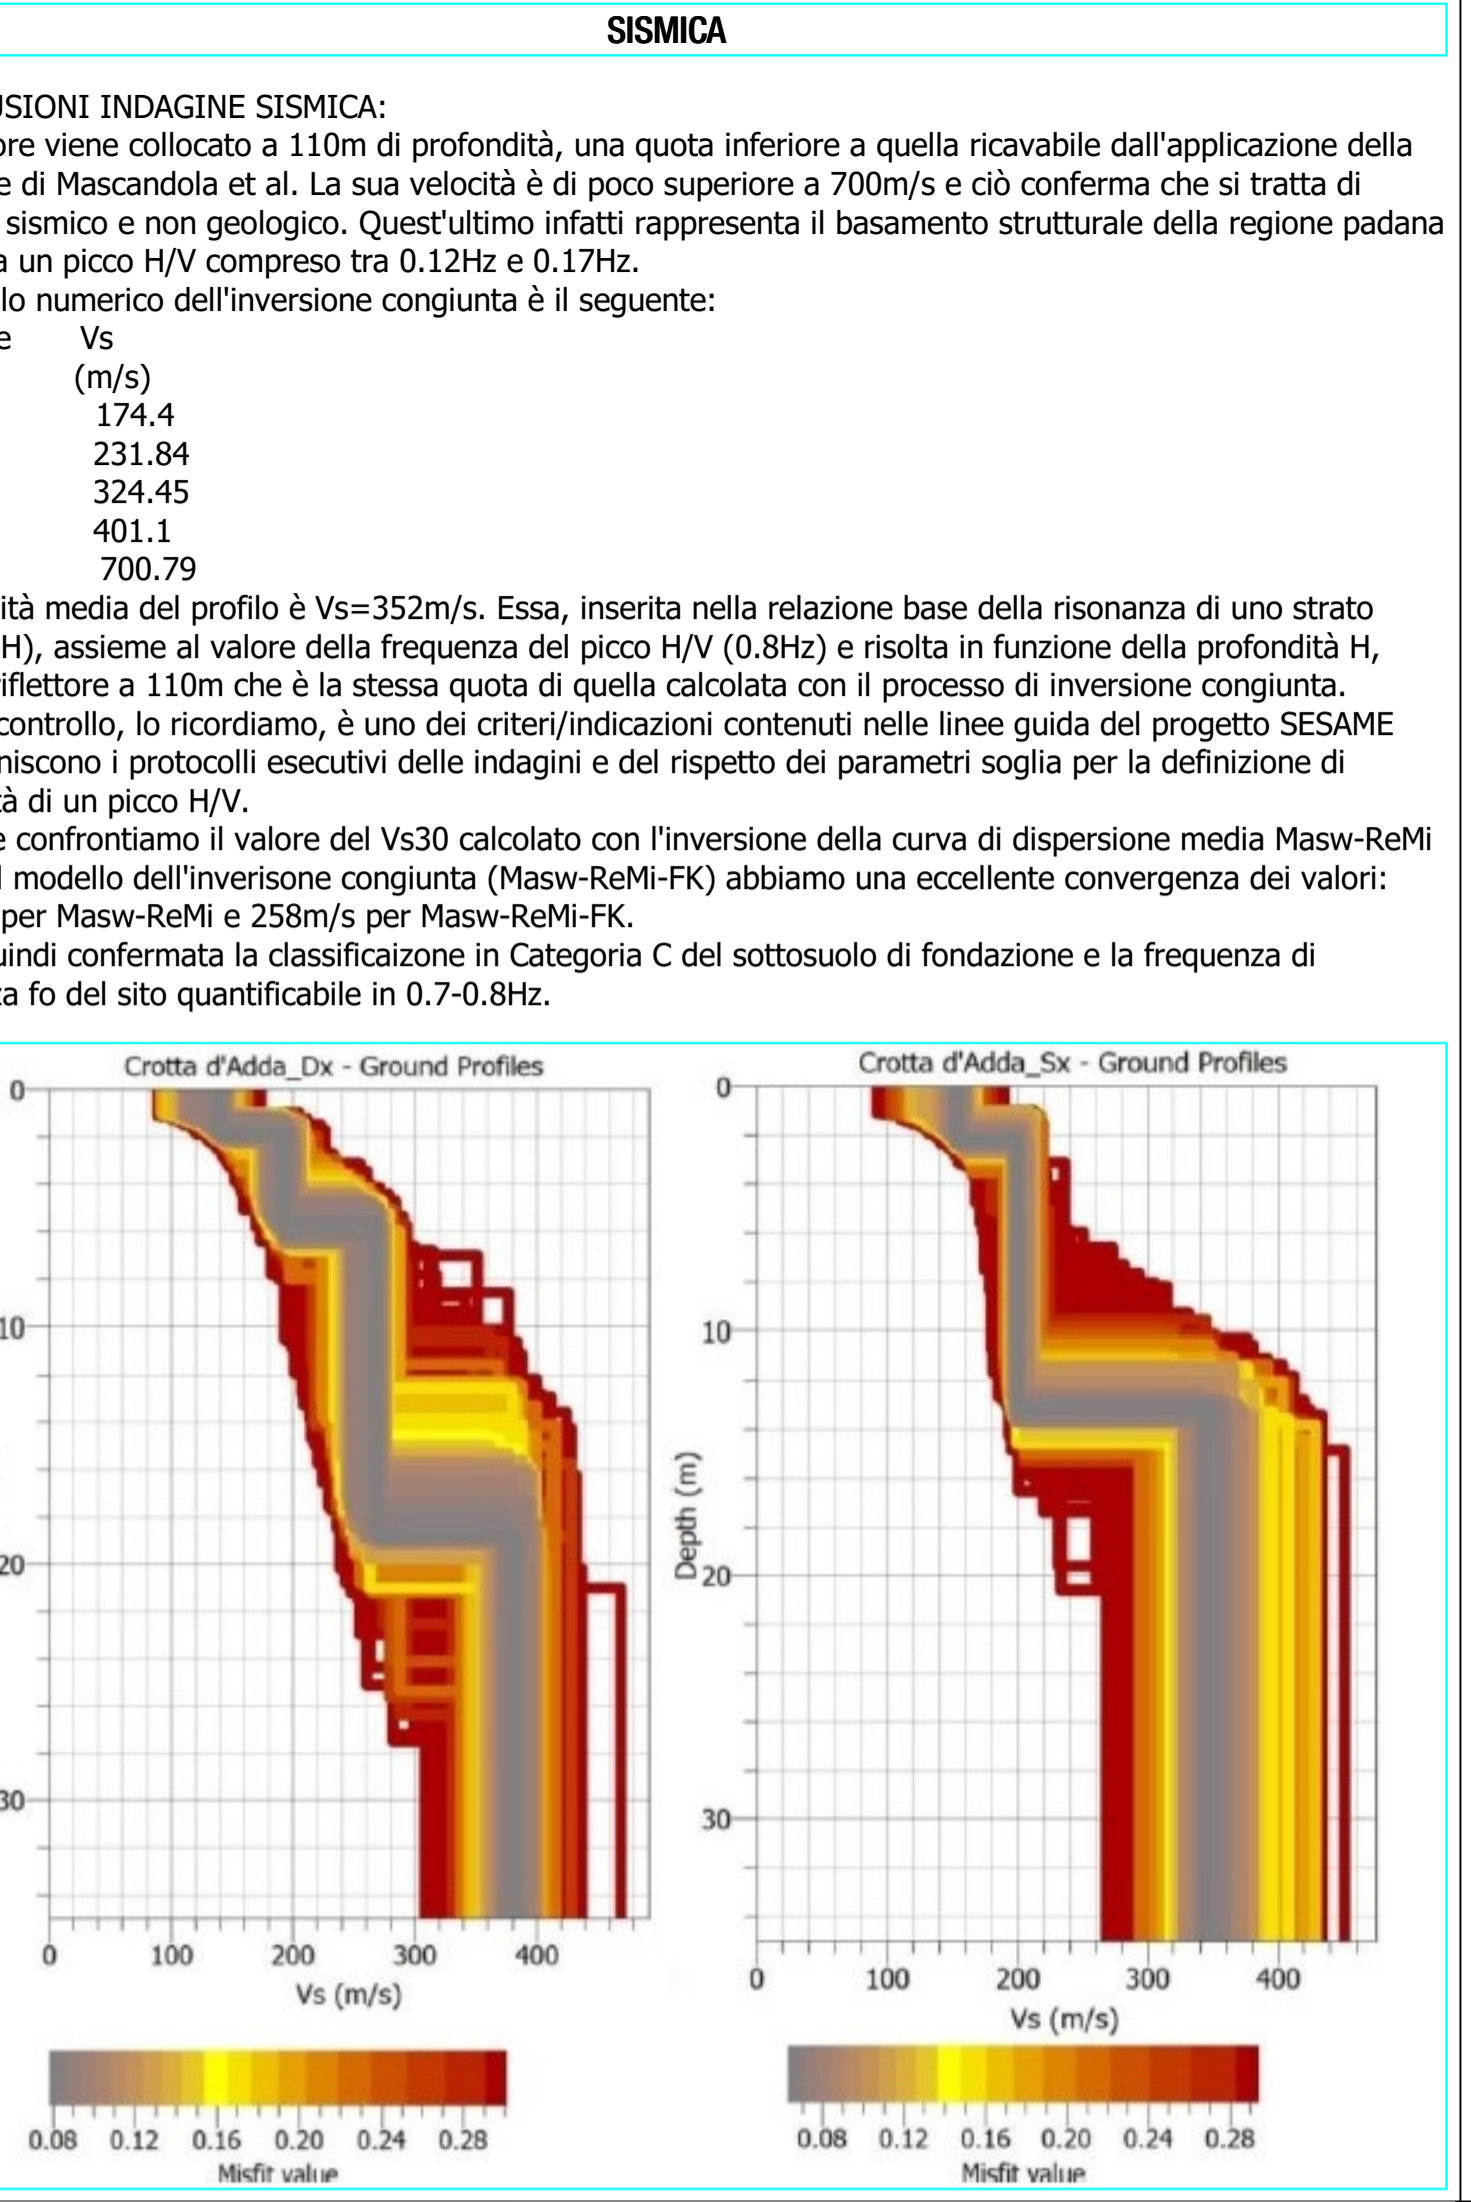 SISMICA
USIONI INDAGINE SISMICA:
ore viene collocato a 110m di profondità, una quota inferiore a quella ricavabile dall'applicazione della
e di Mascandola et al. La sua velocità è di poco superiore a 700m/s e ciò conferma che si tratta di
sismico e non geologico. Quest'ultimo infatti rappresenta il basamento strutturale della regione padana
a un picco H/V compreso tra 0.12Hz e 0.17Hz.
lo numerico dell'inversione congiunta è il seguente:
e Vs
(m/s)
174.4
231.84
324.45
401.1
700.79
ità media del profilo è Vs=352m/s. Essa, inserita nella relazione base della risonanza di uno strato
H), assieme al valore della frequenza del picco H/V (0.8Hz) e risolta in funzione della profondità H,
riflettore a 110m che è la stessa quota di quella calcolata con il processo di inversione congiunta.
controllo, lo ricordiamo, è uno dei criteri/indicazioni contenuti nelle linee guida del progetto SESAME
niscono i protocolli esecutivi delle indagini e del rispetto dei parametri soglia per la definizione di
tà di un picco H/V.
e confrontiamo il valore del Vs30 calcolato con l'inversione della curva di dispersione media Masw-ReMi
l modello dell'inverisone congiunta (Masw-ReMi-FK) abbiamo una eccellente convergenza dei valori:
per Masw-ReMi e 258m/s per Masw-ReMi-FK.
uindi confermata la classificaizone in Categoria C del sottosuolo di fondazione e la frequenza di
za fo del sito quantificabile in 0.7-0.8Hz.
Crotta d'Adda_Dx - Ground Profiles
0
10
20
30
0 100 200 300 400
Vs (m/s)
0.08 0.12 0.16 0.20 0.24 0.28
Misfit value
Crotta d'Adda_Sx - Ground Profiles
0
10
20
30
Depth (m)
0 100 200 300 400
Vs (m/s)
0.08 0.12 0.16 0.20 0.24 0.28
Misfit value